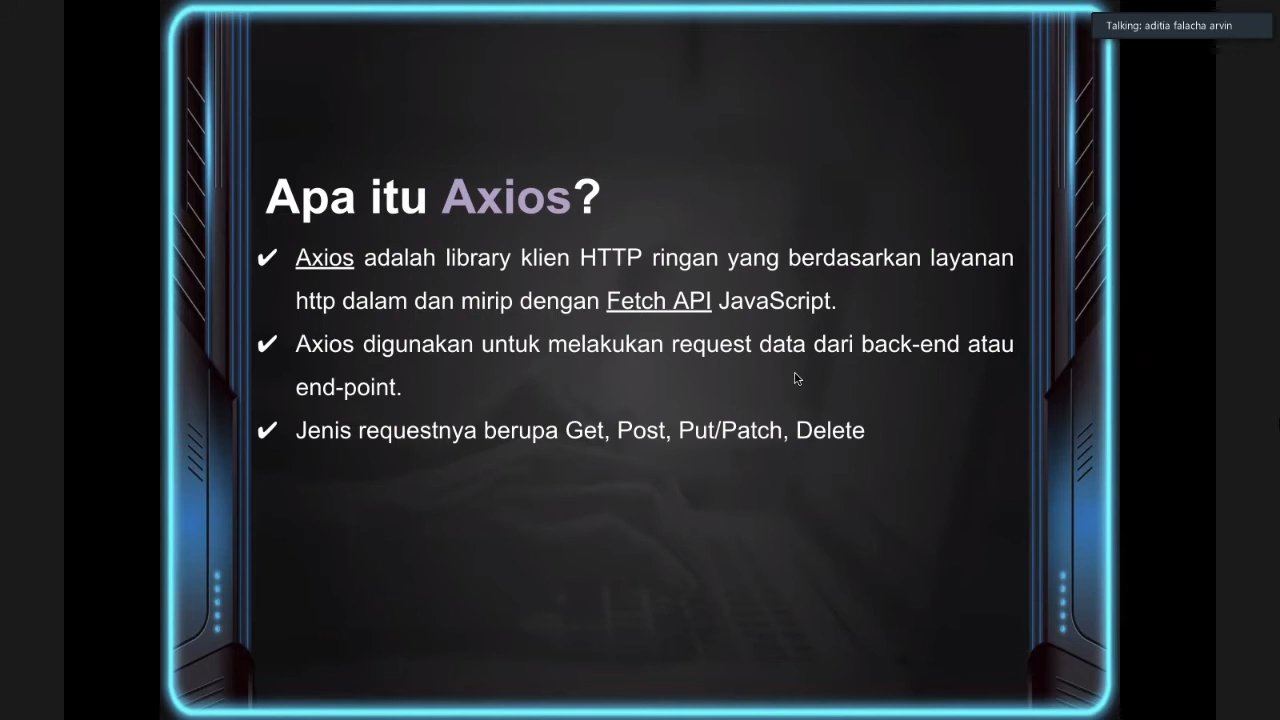 Talking: aditia falacha arvin
Apa itu Axios?
✔ Axios adalah library klien HTTP ringan yang berdasarkan layanan
http dalam dan mirip dengan Fetch API JavaScript.
✔ Axios digunakan untuk melakukan request data dari back-end atau
end-point.
✔ Jenis requestnya berupa Get, Post, Put/Patch, Delete